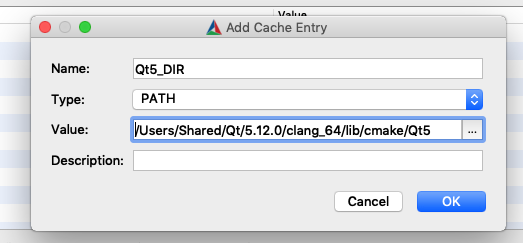 Value
Add Cache Entry
Name: Qt5_DIR
Type: PATH
Value: /Users/Shared/Qt/5.12.0/clang_64/lib/cmake/Qt5 ...
Description:
Cancel OK